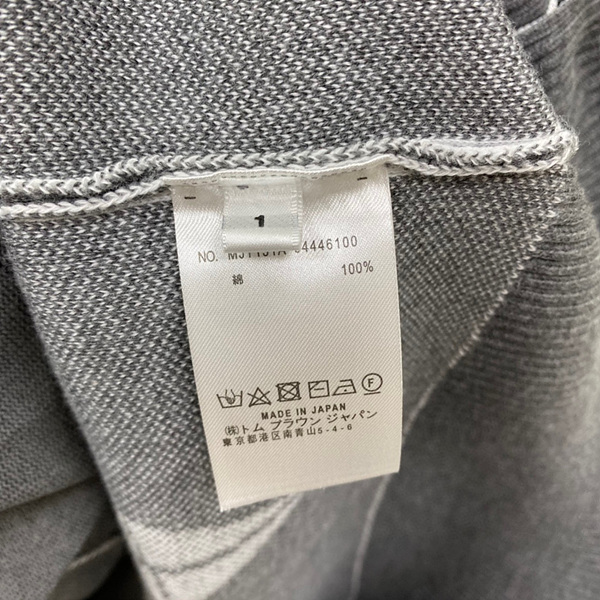 1
NO. 04446100
綿 100%
MADE IN JAPAN
(株)トム ブラウン ジャパン
東京都港区南青山5-4-6